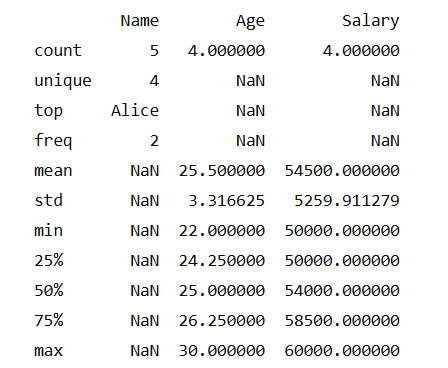 Name Age Salary
count 5 4.000000 4.000000
unique 4 NaN NaN
top Alice NaN NaN
freq 2 NaN NaN
mean NaN 25.500000 54500.000000
std NaN 3.316625 5259.911279
min NaN 22.000000 50000.000000
25% NaN 24.250000 50000.000000
50% NaN 25.000000 54000.000000
75% NaN 26.250000 58500.000000
max NaN 30.000000 60000.000000